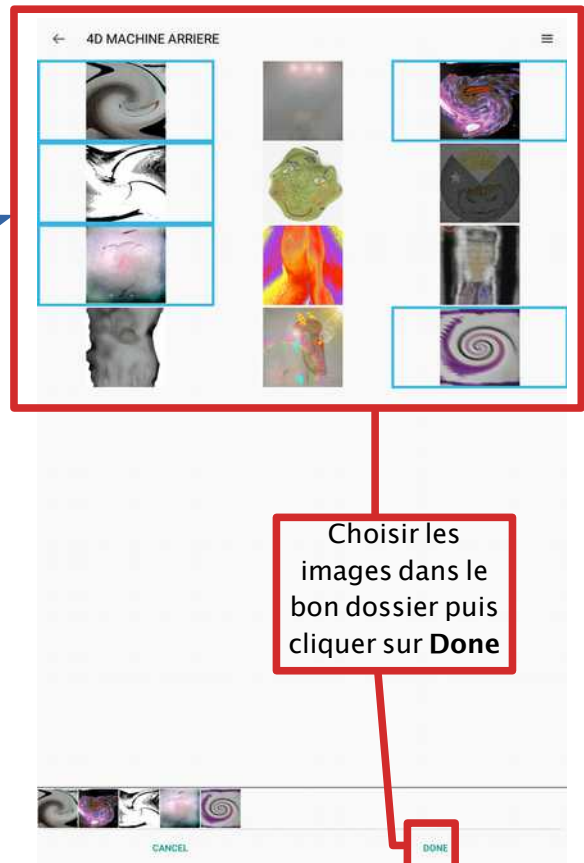 ← 4D MACHINE ARRIERE
Choisir les
images dans le
bon dossier puis
cliquer sur Done
CANCEL
DONE